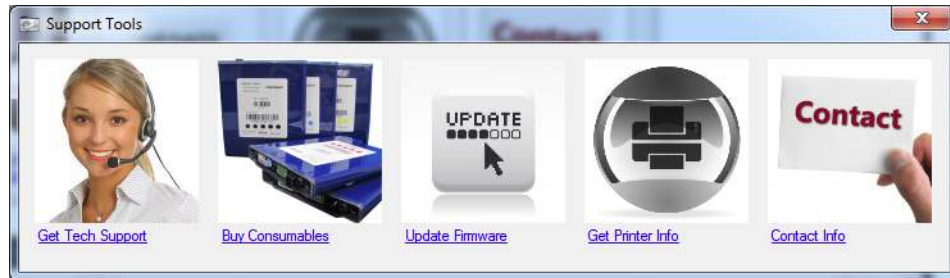 Support Tools
UPDATE
Contact
Get Tech Support
Buy Consumables
Update Firmware
Get Printer Info
Contact Info